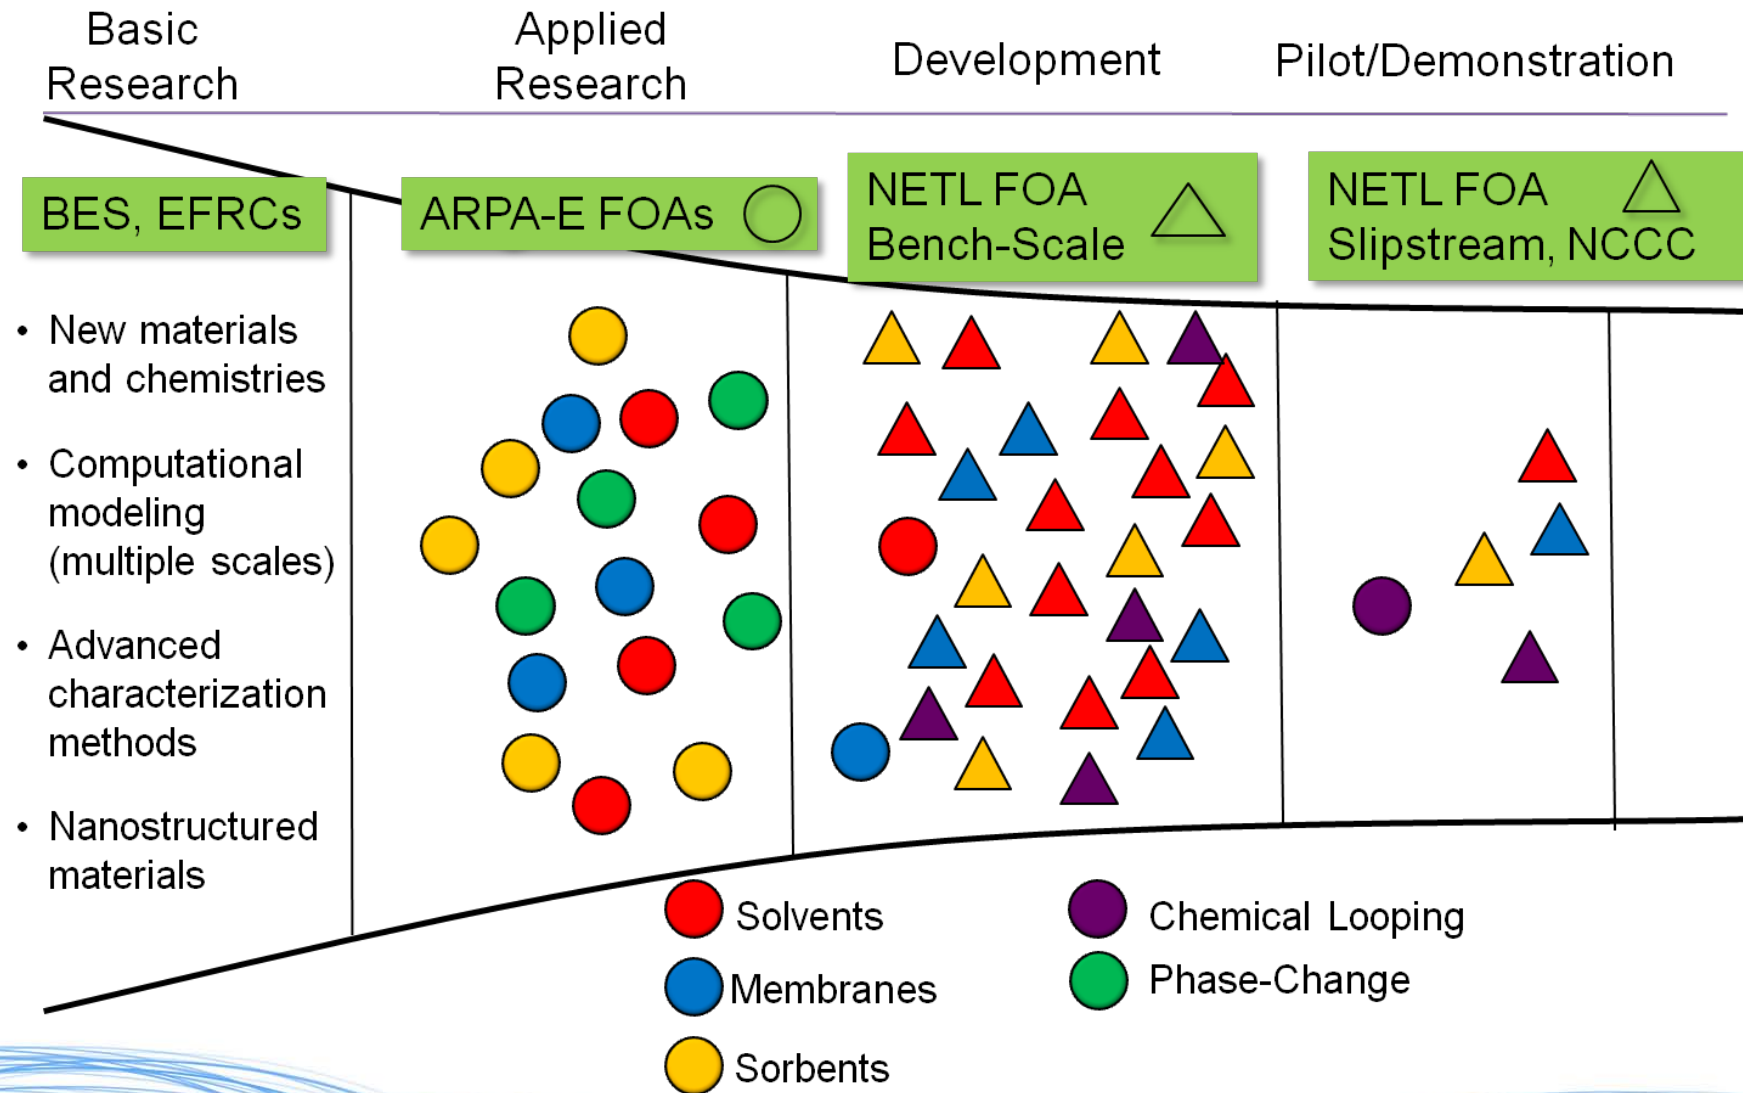 Basic
Research
Applied
Research
Development
Pilot/Demonstration
BES, EFRCs
ARPA-E FOAs
NETL FOA
Bench-Scale
NETL FOA
Slipstream, NCCC
• New materials
and chemistries
• Computational
modeling
(multiple scales)
• Advanced
characterization
methods
• Nanostructured
materials
Solvents
Membranes
Sorbents
Chemical Looping
Phase-Change